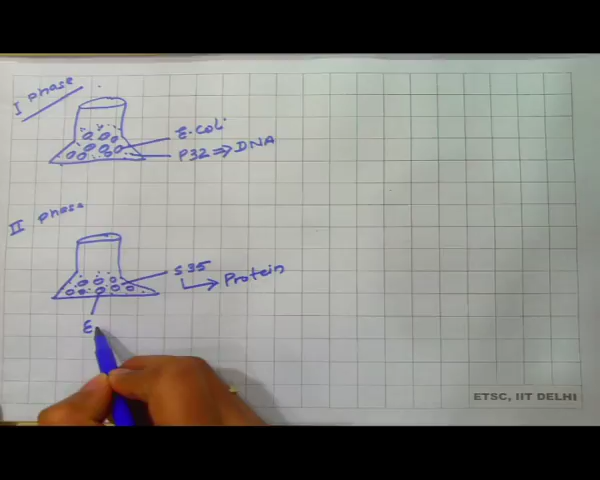 I phase
E.coli
P32 ⇒ DNA
II phase
S35
↳ Protein
E
ETSC, IIT DELHI